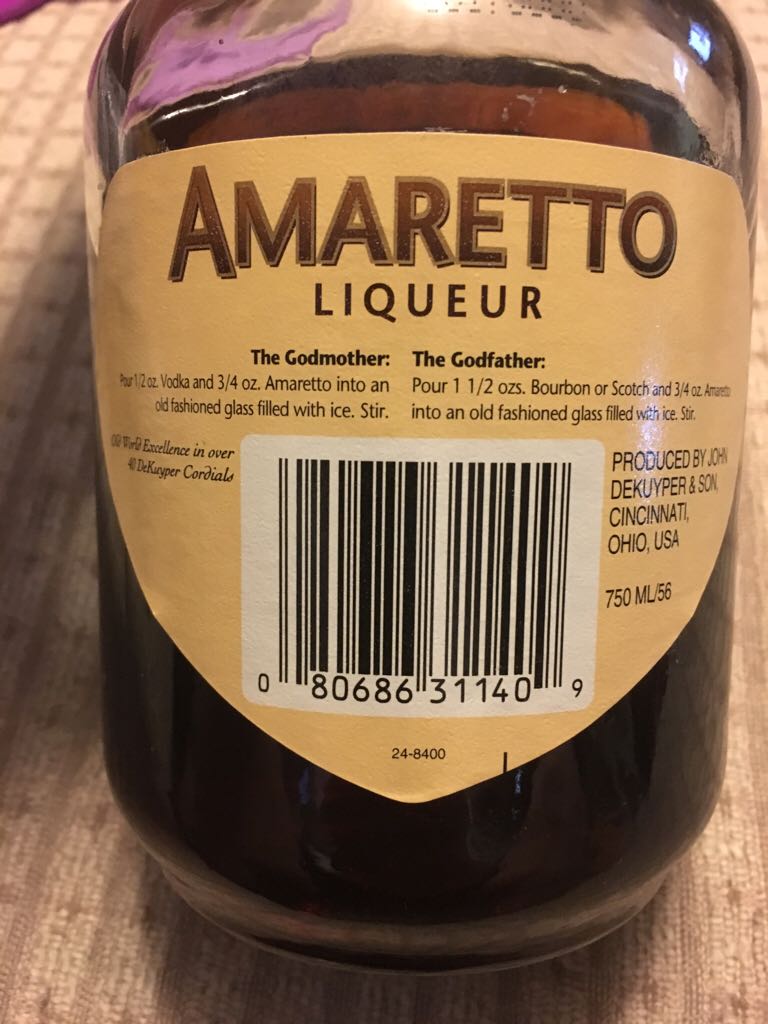 AMARETTO
LIQUEUR
The Godmother:
Pour 1/2 oz. Vodka and 3/4 oz. Amaretto into an
old fashioned glass filled with ice. Stir.
The Godfather:
Pour 1 1/2 ozs. Bourbon or Scotch and 3/4 oz. Amaretto
into an old fashioned glass filled with ice. Stir.
Old World Excellence in over
40 DeKuyper Cordials
PRODUCED BY JOHN
DEKUYPER & SON,
CINCINNATI,
OHIO, USA
750 ML/56
0 80686 31140 9
24-8400